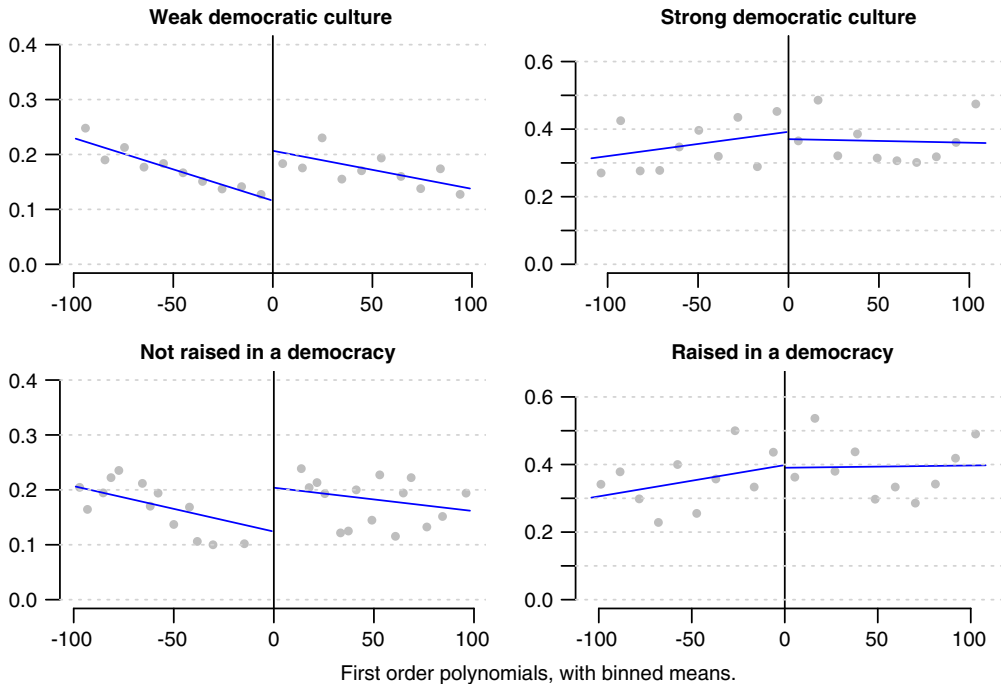 Weak democratic culture
0.4
0.3
0.2
0.1
0.0
-100 -50 0 50 100
Strong democratic culture
0.6
0.4
0.2
0.0
-100 -50 0 50 100
Not raised in a democracy
0.4
0.3
0.2
0.1
0.0
-100 -50 0 50 100
Raised in a democracy
0.6
0.4
0.2
0.0
-100 -50 0 50 100
First order polynomials, with binned means.